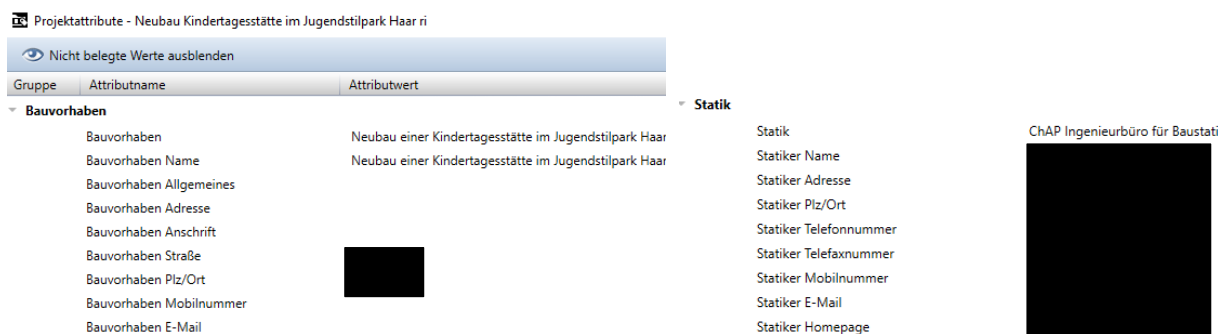 Projektattribute - Neubau Kindertagesstätte im Jugendstilpark Haar ri
Nicht belegte Werte ausblenden
Gruppe Attributname Attributwert
Bauvorhaben
Bauvorhaben Neubau einer Kindertagesstätte im Jugendstilpark Haar
Bauvorhaben Name Neubau einer Kindertagesstätte im Jugendstilpark Haar
Bauvorhaben Allgemeines
Bauvorhaben Adresse
Bauvorhaben Anschrift
Bauvorhaben Straße
Bauvorhaben Plz/Ort
Bauvorhaben Mobilnummer
Bauvorhaben E-Mail
Statik
Statik ChAP Ingenieurbüro für Baustati
Statiker Name
Statiker Adresse
Statiker Plz/Ort
Statiker Telefonnummer
Statiker Telefaxnummer
Statiker Mobilnummer
Statiker E-Mail
Statiker Homepage